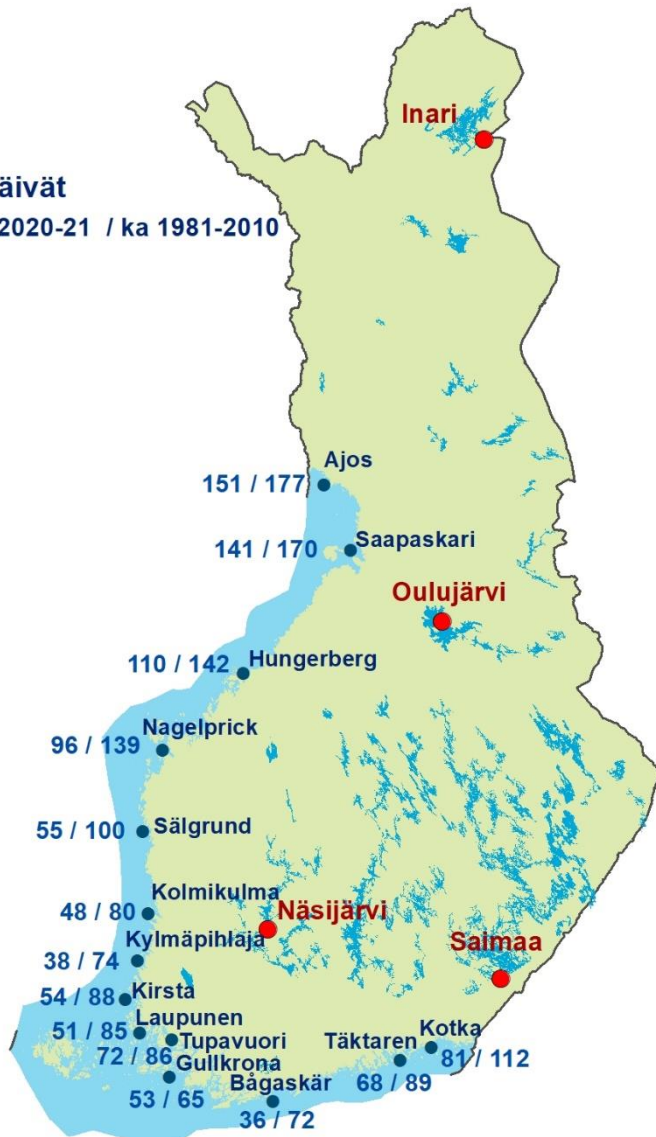 Inari
äivät
2020-21 / ka 1981-2010
Ajos
151 / 177
Saapaskari
141 / 170
Oulujärvi
Hungerberg
110 / 142
Nagelprick
96 / 139
Sälgrund
55 / 100
Kolmikulma
48 / 80
Näsijärvi
Kylmäpihlaja
38 / 74
Saimaa
Kirsta
54 / 88
Laupunen
51 / 85
Tupavuori
72 / 86
Gullkrona
53 / 65
Bågaskär
36 / 72
Täktaren
68 / 89
Kotka
81 / 112